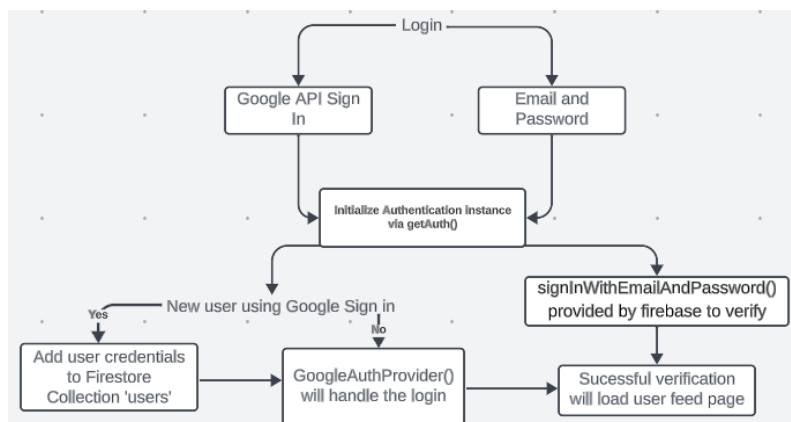 Login
Google API Sign
In
Email and
Password
Initialize Authentication instance
via getAuth()
signInWithEmailAndPassword()
provided by firebase to verify
New user using Google Sign in
Yes
No
Add user credentials
to Firestore
Collection 'users'
GoogleAuthProvider()
will handle the login
Sucessful verification
will load user feed page